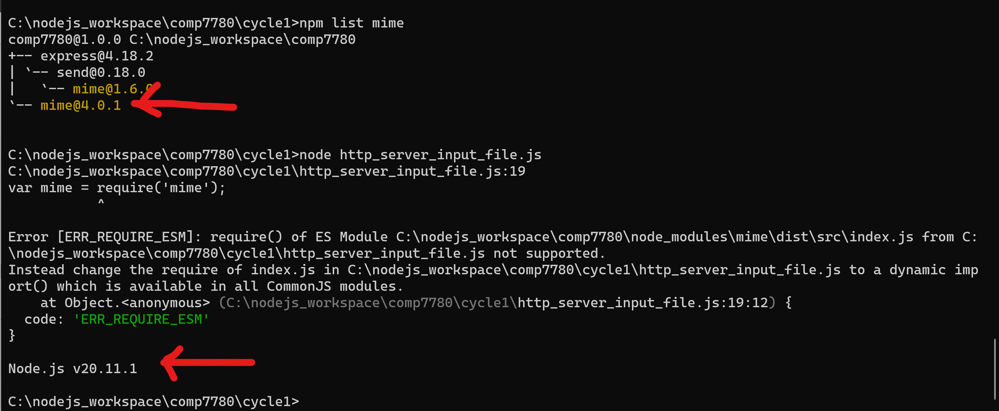 C:\nodejs_workspace\comp7780\cycle1>npm list mime
comp7780@1.0.0 C:\nodejs_workspace\comp7780
+-- express@4.18.2
| `-- send@0.18.0
|   `-- mime@1.6.0
`-- mime@4.0.1
C:\nodejs_workspace\comp7780\cycle1>node http_server_input_file.js
C:\nodejs_workspace\comp7780\cycle1\http_server_input_file.js:19
var mime = require('mime');
           ^
Error [ERR_REQUIRE_ESM]: require() of ES Module C:\nodejs_workspace\comp7780\node_modules\mime\dist\src\index.js from C:
\nodejs_workspace\comp7780\cycle1\http_server_input_file.js not supported.
Instead change the require of index.js in C:\nodejs_workspace\comp7780\cycle1\http_server_input_file.js to a dynamic imp
ort() which is available in all CommonJS modules.
    at Object.<anonymous> (C:\nodejs_workspace\comp7780\cycle1\http_server_input_file.js:19:12) {
  code: 'ERR_REQUIRE_ESM'
}
Node.js v20.11.1
C:\nodejs_workspace\comp7780\cycle1>